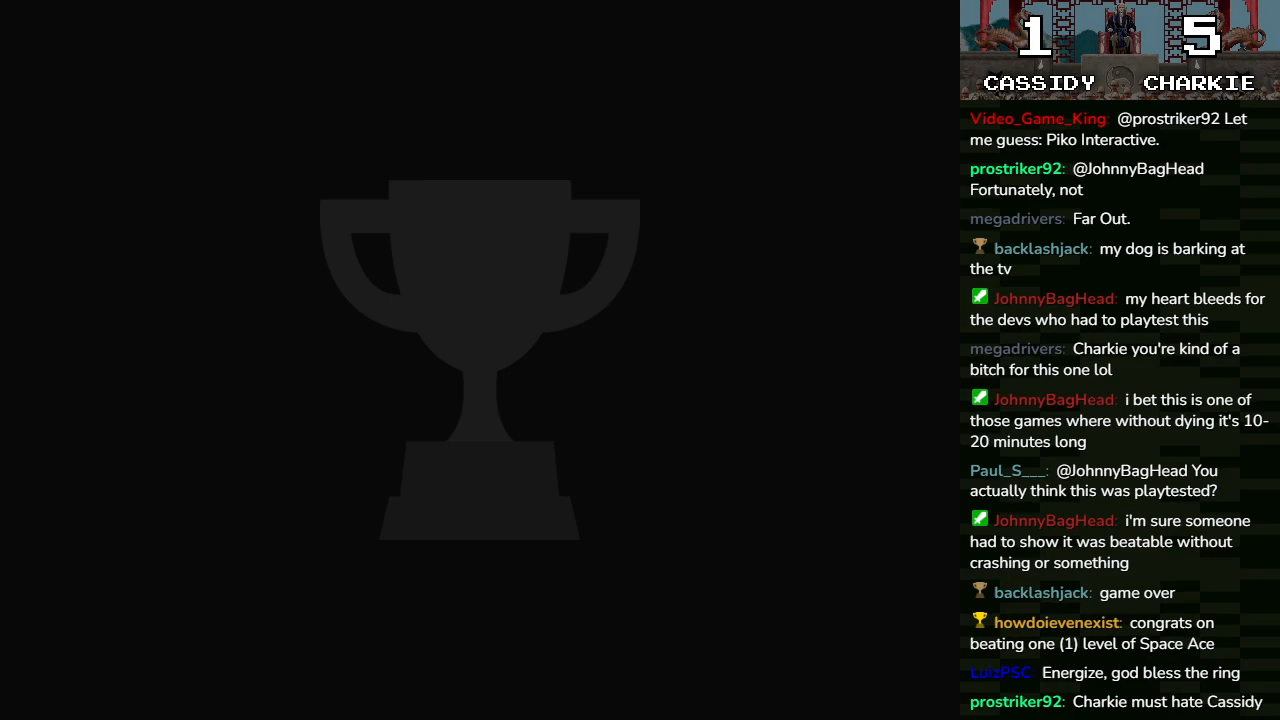 1 5
CASSIDY CHARKIE
Video_Game_King: @prostriker92 Let
me guess: Piko Interactive.
prostriker92: @JohnnyBagHead
Fortunately, not
megadrivers: Far Out.
backlashjack: my dog is barking at
the tv
JohnnyBagHead: my heart bleeds for
the devs who had to playtest this
megadrivers: Charkie you're kind of a
bitch for this one lol
JohnnyBagHead: i bet this is one of
those games where without dying it's 10-
20 minutes long
Paul_S___: @JohnnyBagHead You
actually think this was playtested?
JohnnyBagHead: i'm sure someone
had to show it was beatable without
crashing or something
backlashjack: game over
howdoievenexist: congrats on
beating one (1) level of Space Ace
LuizPSC: Energize, god bless the ring
prostriker92: Charkie must hate Cassidy